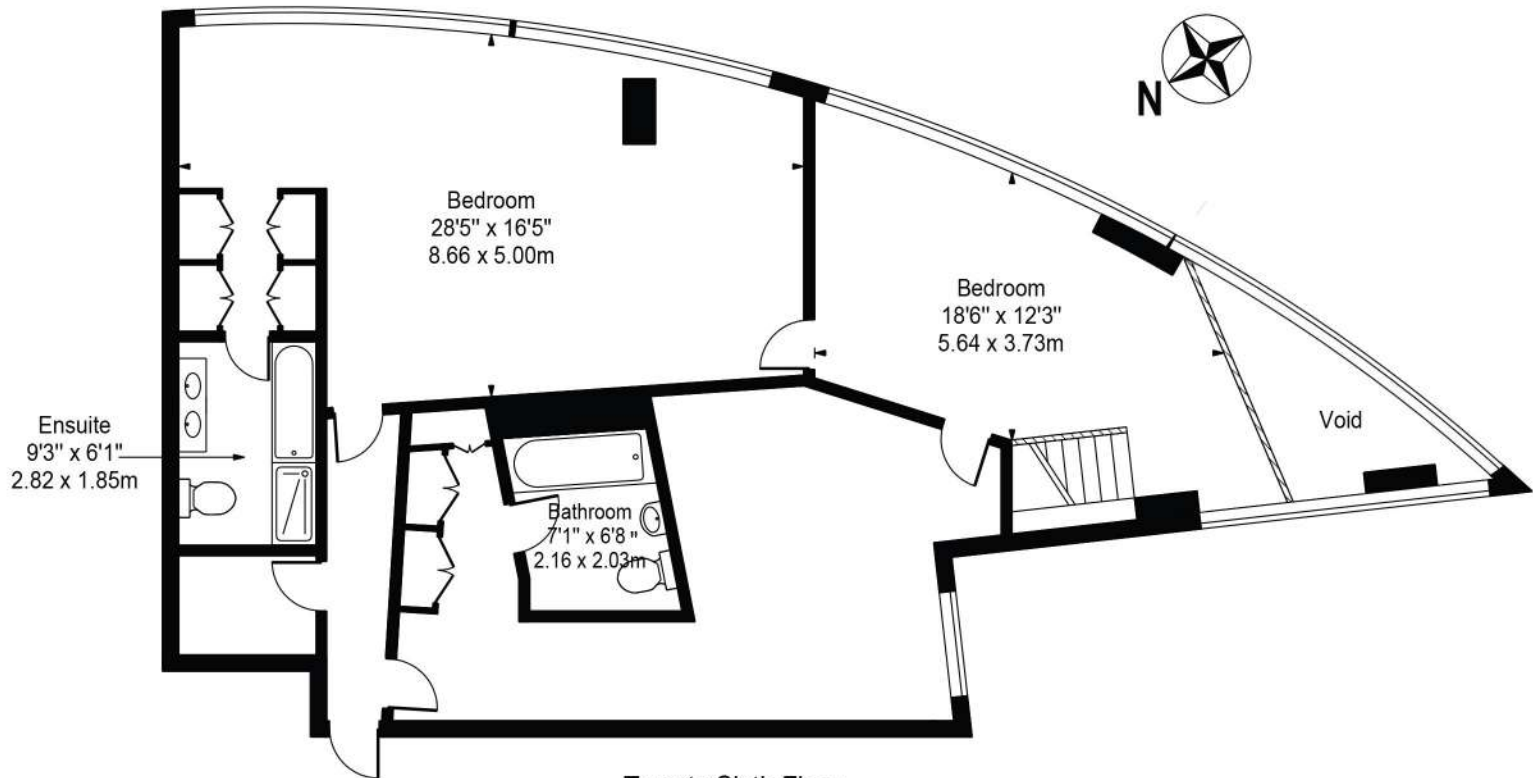 N
Bedroom
28'5" x 16'5"
8.66 x 5.00m
Bedroom
18'6" x 12'3"
5.64 x 3.73m
Ensuite
9'3" x 6'1"
2.82 x 1.85m
Void
Bathroom
7'1" x 6'8 "
2.16 x 2.03m